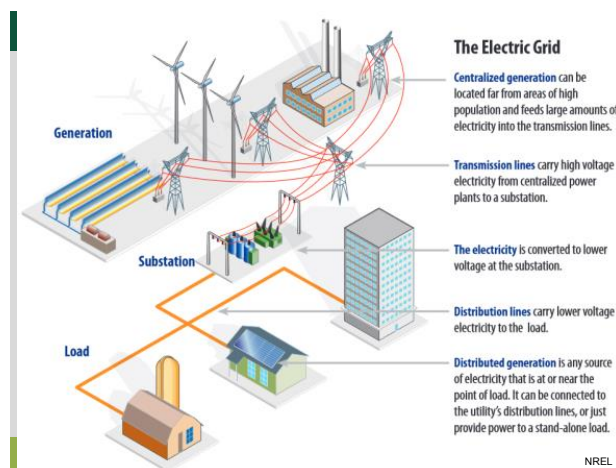 The Electric Grid
Centralized generation can be
located far from areas of high
population and feeds large amounts of
electricity into the transmission lines.
Generation
Transmission lines carry high voltage
electricity from centralized power
plants to a substation.
Substation
The electricity is converted to lower
voltage at the substation.
Distribution lines carry lower voltage
electricity to the load.
Load
Distributed generation is any source
of electricity that is at or near the
point of load. It can be connected to
the utility's distribution lines, or just
provide power to a stand-alone load.
NREL